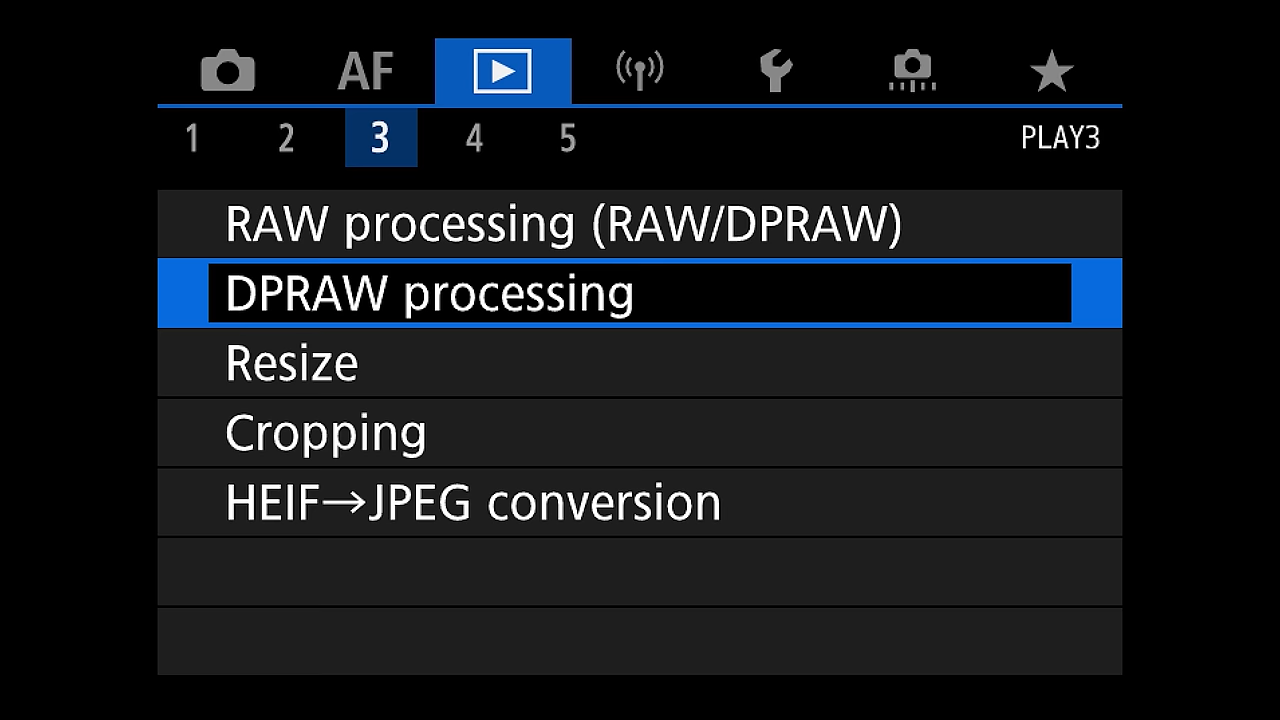 AF
1 2 3 4 5 PLAY3
RAW processing (RAW/DPRAW)
DPRAW processing
Resize
Cropping
HEIF→JPEG conversion